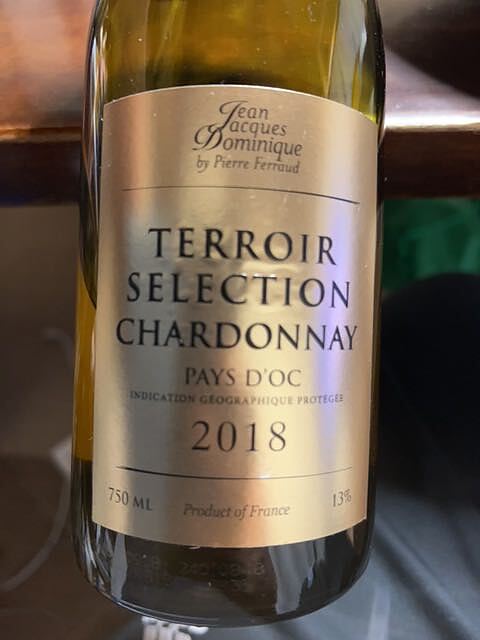 Jean
Jacques
Dominique
by Pierre Ferraud
TERROIR
SELECTION
CHARDONNAY
PAYS D'OC
INDICATION GÉOGRAPHIQUE PROTÉGÉE
2018
750 ML
Product of France
13%